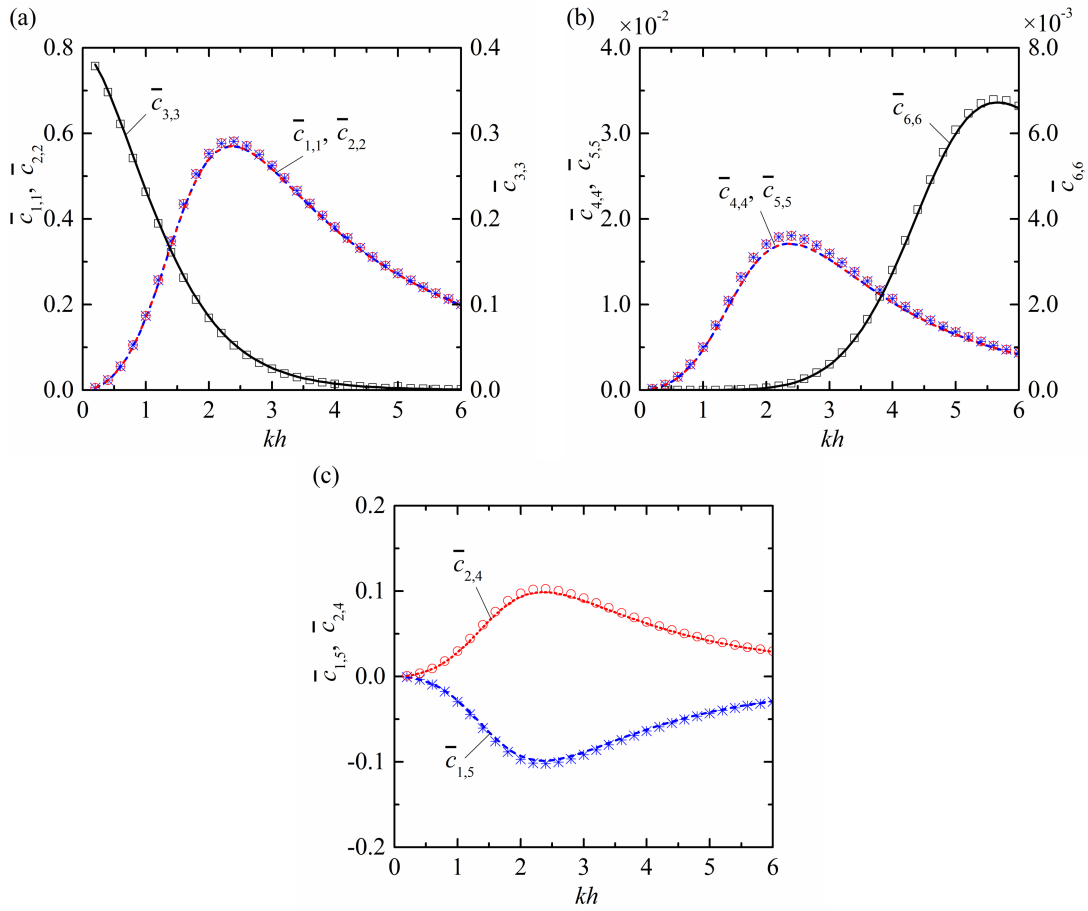 (a)
0.8
0.6
0.4
0.2
0.0
0.4
0.3
0.2
0.1
0.0
c̅3,3
c̅1,1, c̅2,2
c̅1,1, c̅2,2
c̅3,3
0 1 2 3 4 5 6
kh
(b)
×10-2
×10-3
4.0
3.0
2.0
1.0
0.0
8.0
6.0
4.0
2.0
0.0
c̅6,6
c̅4,4, c̅5,5
c̅4,4, c̅5,5
c̅6,6
0 1 2 3 4 5 6
kh
(c)
0.2
0.1
0.0
-0.1
-0.2
c̅2,4
c̅1,5, c̅2,4
c̅1,5
0 1 2 3 4 5 6
kh